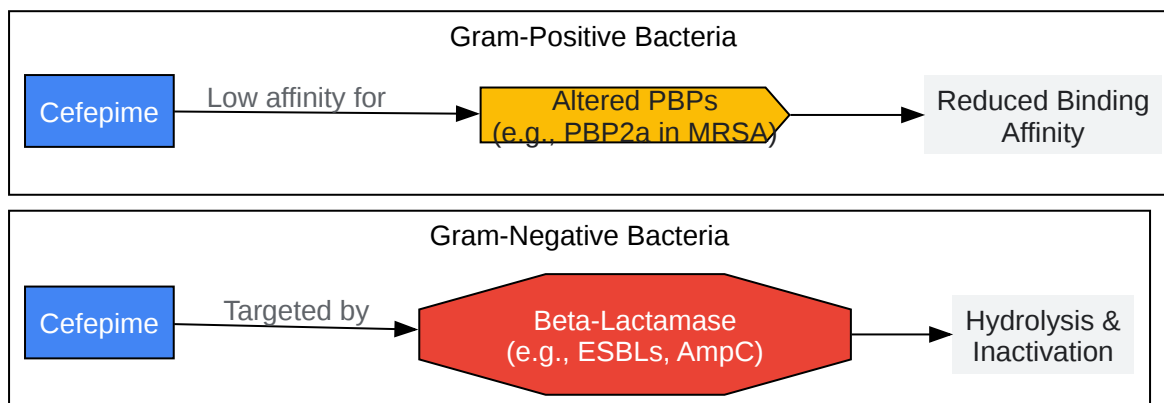 Gram-Positive Bacteria
Cefepime
Low affinity for
Altered PBPs
(e.g., PBP2a in MRSA)
Reduced Binding
Affinity
Gram-Negative Bacteria
Cefepime
Targeted by
Beta-Lactamase
(e.g., ESBLs, AmpC)
Hydrolysis &
Inactivation